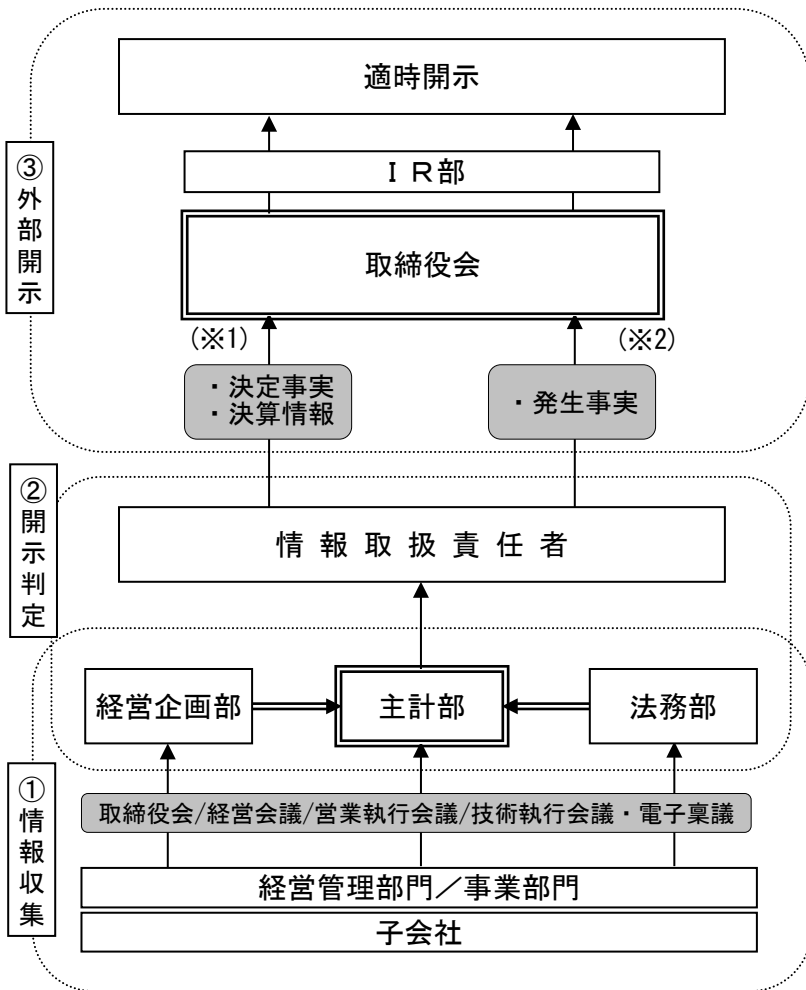 適時開示
ＩＲ部
取締役会
(※1)
(※2)
・決定事実
・決算情報
・発生事実
③外部開示
情報取扱責任者
②開示判定
経営企画部
主計部
法務部
取締役会/経営会議/営業執行会議/技術執行会議・電子稟議
経営管理部門／事業部門
子会社
①情報収集